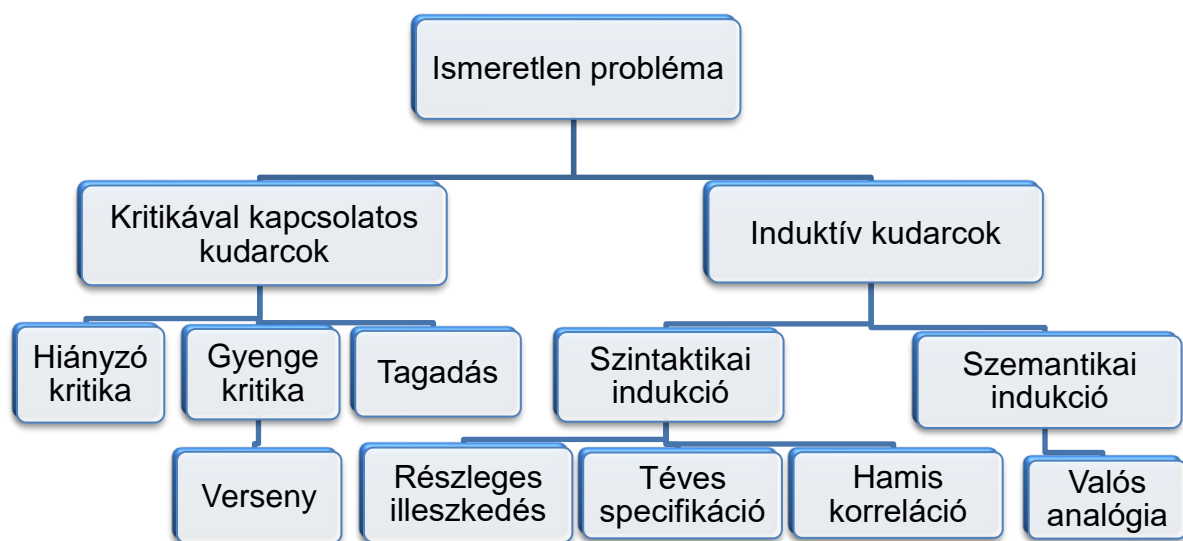 Ismeretlen probléma
Kritikával kapcsolatos
kudarcok
Induktív kudarcok
Hiányzó
kritika
Gyenge
kritika
Tagadás
Szintaktikai
indukció
Szemantikai
indukció
Verseny
Részleges
illeszkedés
Téves
specifikáció
Hamis
korreláció
Valós
analógia